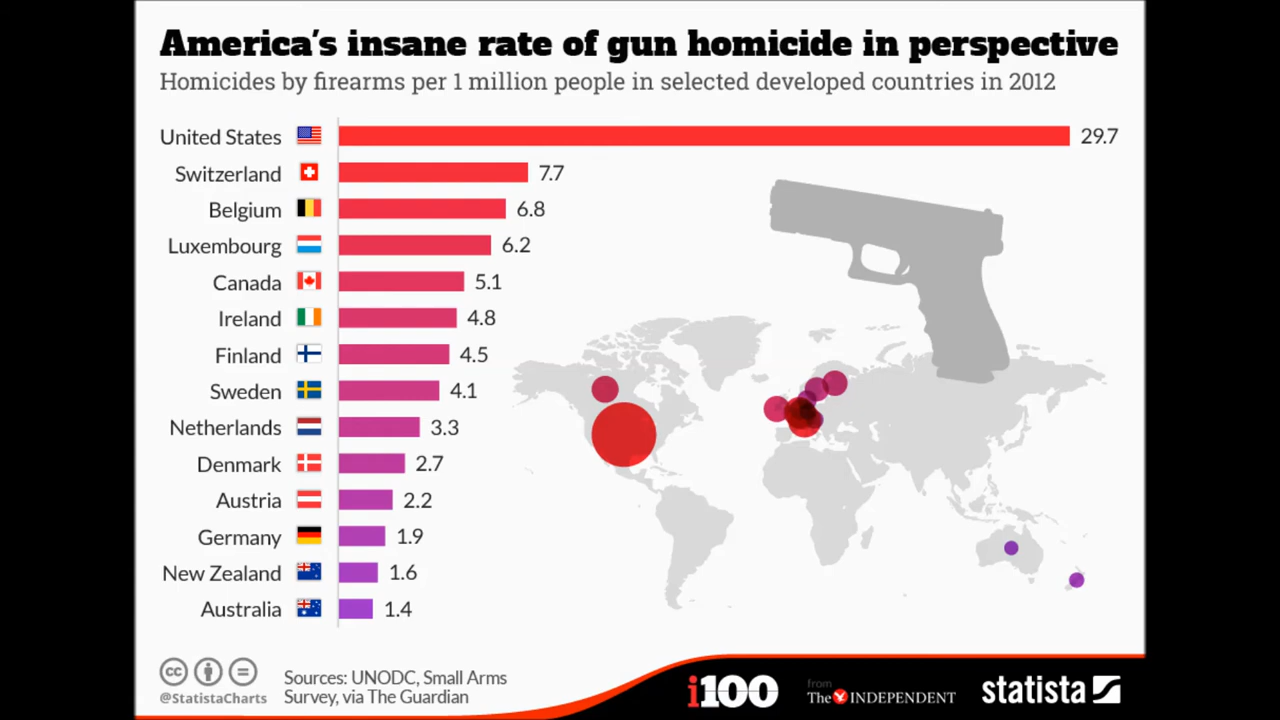 America's insane rate of gun homicide in perspective
Homicides by firearms per 1 million people in selected developed countries in 2012
United States 29.7
Switzerland 7.7
Belgium 6.8
Luxembourg 6.2
Canada 5.1
Ireland 4.8
Finland 4.5
Sweden 4.1
Netherlands 3.3
Denmark 2.7
Austria 2.2
Germany 1.9
New Zealand 1.6
Australia 1.4
cc
@StatistaCharts
Sources: UNODC, Small Arms
Survey, via The Guardian
i100
from
The INDEPENDENT
statista